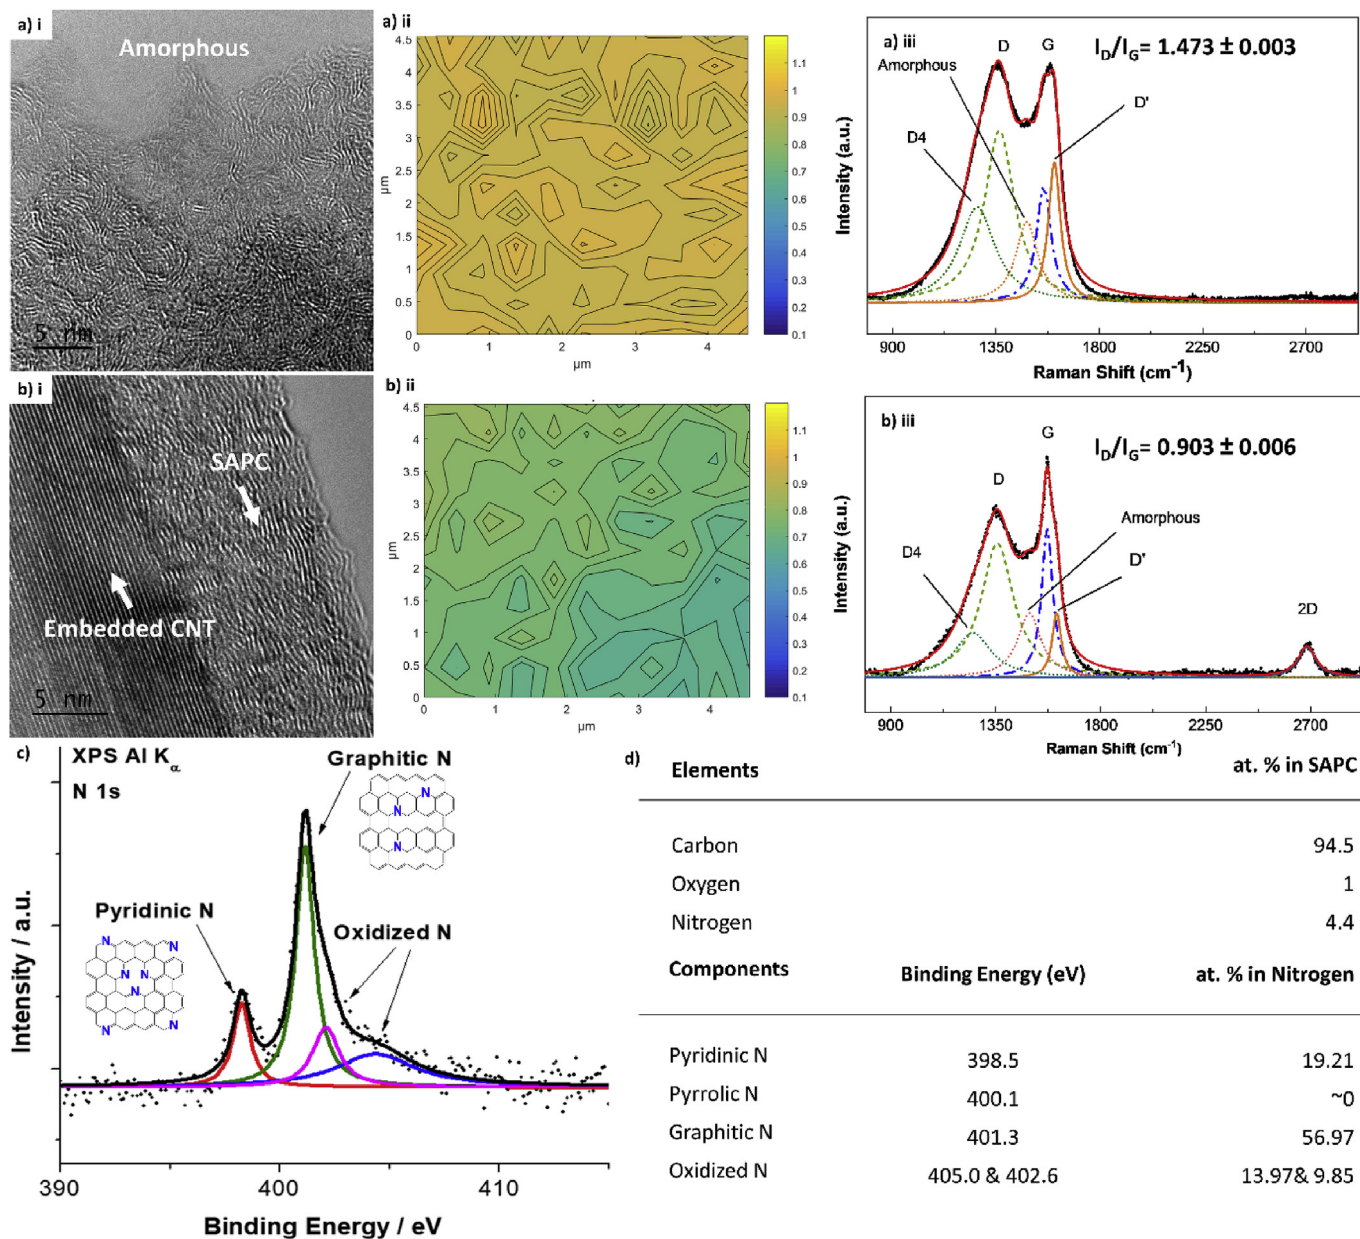 a) i
Amorphous
5 nm
a) ii
4.5
4
3.5
3
2.5
2
1.5
1
0.5
0
µm
0 1 2 3 4
µm
1.1
1
0.9
0.8
0.7
0.6
0.5
0.4
0.3
0.2
0.1
a) iii
D G
I_D/I_G= 1.473 ± 0.003
Amorphous
D'
D4
Intensity (a.u.)
900 1350 1800 2250 2700
Raman Shift (cm⁻¹)
b) i
SAPC
Embedded CNT
5 nm
b) ii
4.5
4
3.5
3
2.5
2
1.5
1
0.5
0
µm
0 1 2 3 4
µm
1.1
1
0.9
0.8
0.7
0.6
0.5
0.4
0.3
0.2
0.1
b) iii
G
I_D/I_G= 0.903 ± 0.006
D
Amorphous
D4
D'
2D
Intensity (a.u.)
900 1350 1800 2250 2700
Raman Shift (cm⁻¹)
c)
XPS Al K_α
N 1s
Graphitic N
N
N
N
Pyridinic N
N N
N N
N
N N
Oxidized N
Intensity / a.u.
390 400 410
Binding Energy / eV
d)
Elements at. % in SAPC
Carbon 94.5
Oxygen 1
Nitrogen 4.4
Components Binding Energy (eV) at. % in Nitrogen
Pyridinic N 398.5 19.21
Pyrrolic N 400.1 ~0
Graphitic N 401.3 56.97
Oxidized N 405.0 & 402.6 13.97& 9.85